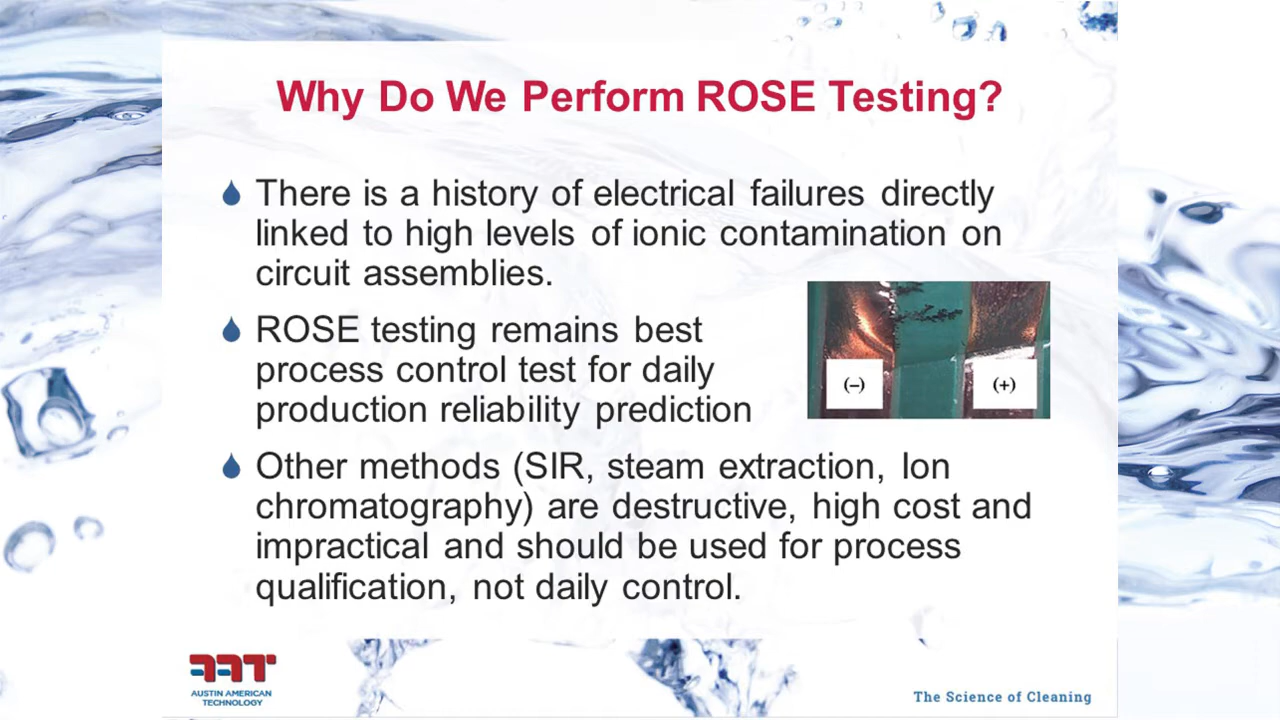 Why Do We Perform ROSE Testing?
There is a history of electrical failures directly
linked to high levels of ionic contamination on
circuit assemblies.
ROSE testing remains best
process control test for daily
production reliability prediction
(–)
(+)
Other methods (SIR, steam extraction, Ion
chromatography) are destructive, high cost and
impractical and should be used for process
qualification, not daily control.
AAT
AUSTIN AMERICAN
TECHNOLOGY
The Science of Cleaning